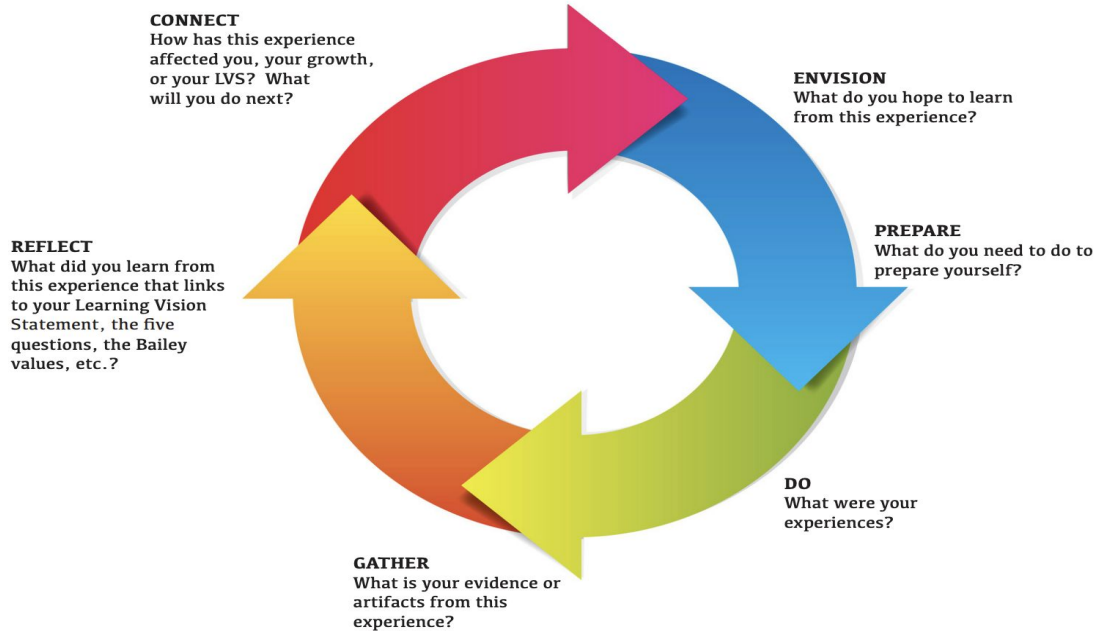 CONNECT
How has this experience
affected you, your growth,
or your LVS?  What
will you do next?
ENVISION
What do you hope to learn
from this experience?
PREPARE
What do you need to do to
prepare yourself?
DO
What were your
experiences?
GATHER
What is your evidence or
artifacts from this
experience?
REFLECT
What did you learn from
this experience that links
to your Learning Vision
Statement, the five
questions, the Bailey
values, etc.?